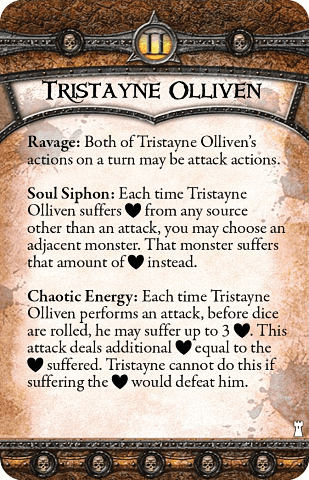 II
Tristayne Olliven
Ravage: Both of Tristayne Olliven's
actions on a turn may be attack actions.
Soul Siphon: Each time Tristayne
Olliven suffers ♥ from any source
other than an attack, you may choose an
adjacent monster. That monster suffers
that amount of ♥ instead.
Chaotic Energy: Each time Tristayne
Olliven performs an attack, before dice
are rolled, he may suffer up to 3 ♥. This
attack deals additional ♥ equal to the
♥ suffered. Tristayne cannot do this if
suffering the ♥ would defeat him.